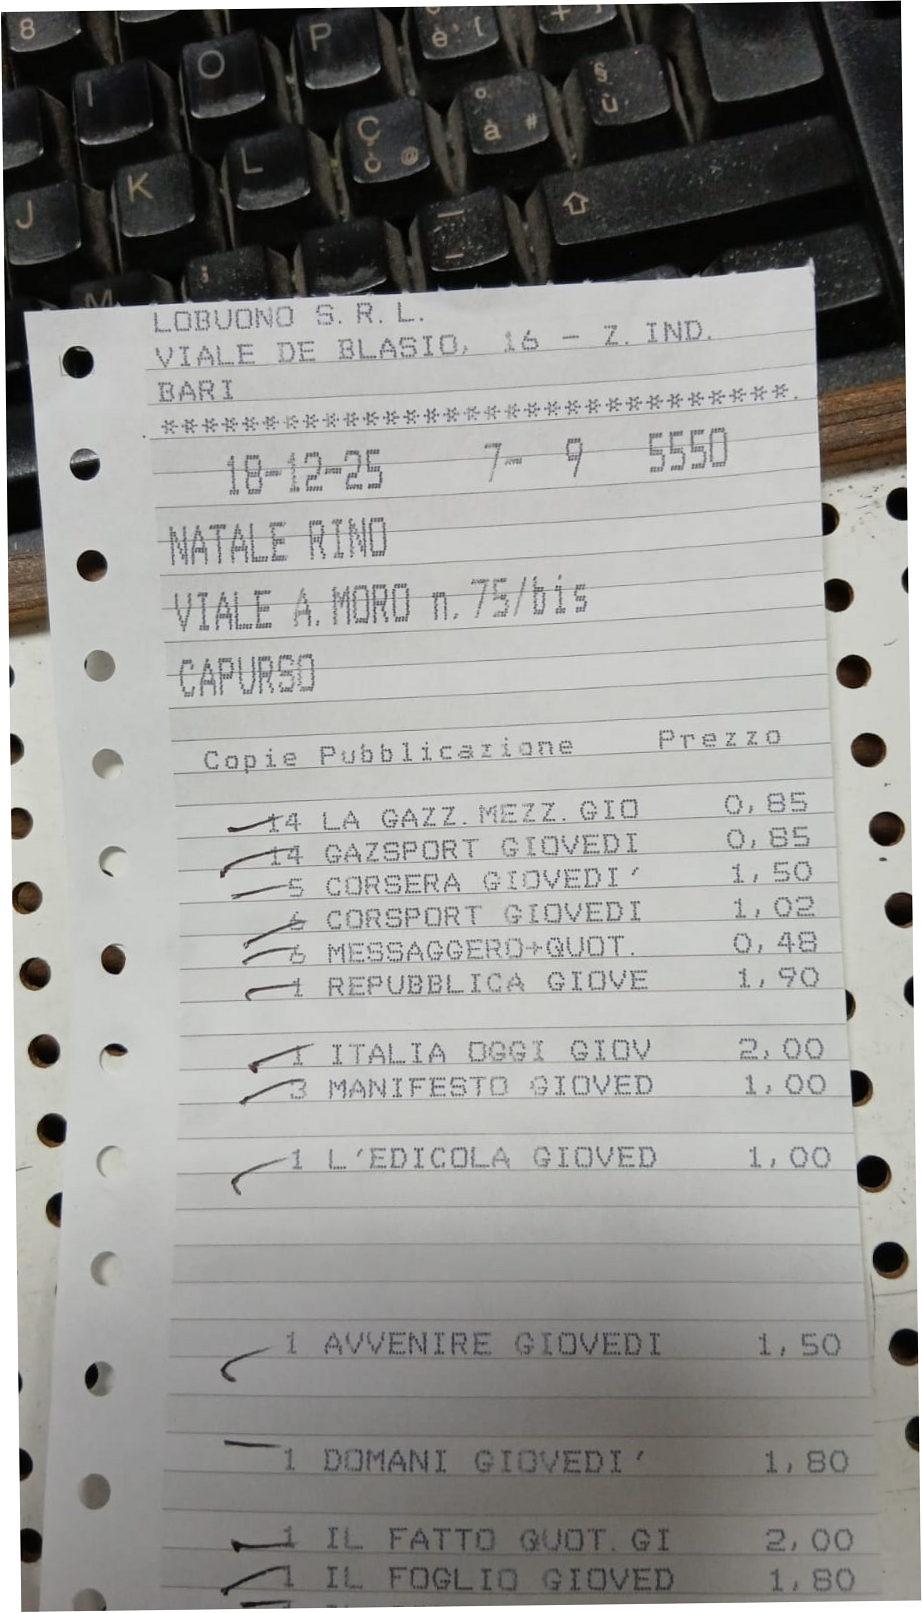 8
P
è [
+
I
O
Ç
ò @
°
à #
§
ù
J
K
L
M
LOBUONO S.R.L.
VIALE DE BLASIO, 16 - Z.IND.
BARI
********************************
18-12-25 7- 9 5550
NATALE RINO
VIALE A.MORO n.75/bis
CAPURSO
Copie Pubblicazione Prezzo
14 LA GAZZ.MEZZ.GIO 0,85
14 GAZSPORT GIOVEDI 0,85
5 CORSERA GIOVEDI' 1,50
6 CORSPORT GIOVEDI 1,02
6 MESSAGGERO+QUOT. 0,48
1 REPUBBLICA GIOVE 1,90
1 ITALIA OGGI GIOV 2,00
3 MANIFESTO GIOVED 1,00
1 L'EDICOLA GIOVED 1,00
1 AVVENIRE GIOVEDI 1,50
1 DOMANI GIOVEDI' 1,80
1 IL FATTO QUOT.GI 2,00
1 IL FOGLIO GIOVED 1,80